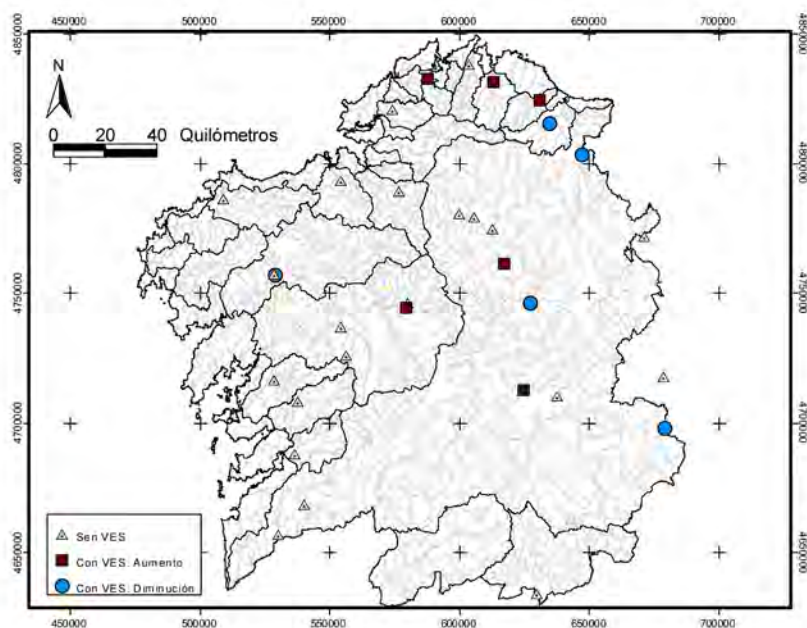 450000 500000 550000 600000 650000 700000
4850000 4850000
N
0 20 40 Quilómetros
4800000 4800000
4750000 4750000
4700000 4700000
4650000 4650000
Sen VES
Con VES. Aumento
Con VES. Diminución
450000 500000 550000 600000 650000 700000